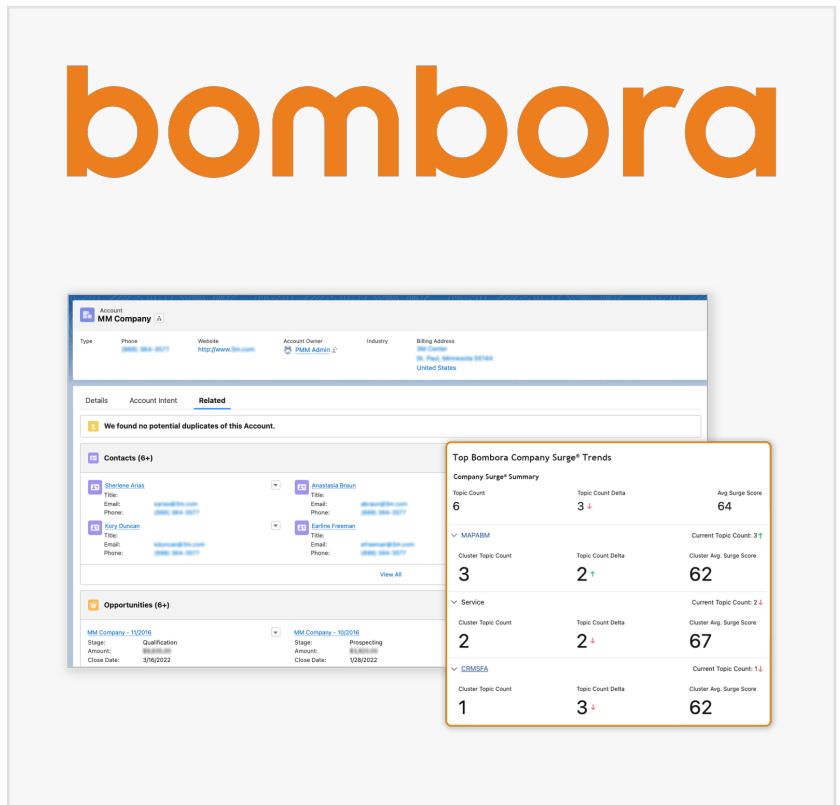 bombora
Account
MM Company
Type Phone Website Account Owner Industry Billing Address
http://www. PMM Admin
United States
Details Account Intent Related
We found no potential duplicates of this Account.
Contacts (6+)
Sherlene Arias Anastasia Braun
Title: Title:
Email: Email:
Phone: Phone:
Kory Duncan Earline Freeman
Title: Title:
Email: Email:
Phone: Phone:
View All
Opportunities (6+)
MM Company - 11/2016 MM Company - 10/2016
Stage: Qualification Stage: Prospecting
Amount: Amount:
Close Date: 3/16/2022 Close Date: 1/28/2022
Top Bombora Company Surge® Trends
Company Surge® Summary
Topic Count Topic Count Delta Avg Surge Score
6 3↓ 64
MAPABM Current Topic Count: 3↑
Cluster Topic Count Topic Count Delta Cluster Avg. Surge Score
3 2↑ 62
Service Current Topic Count: 2↓
Cluster Topic Count Topic Count Delta Cluster Avg. Surge Score
2 2↓ 67
CRMSFA Current Topic Count: 1↓
Cluster Topic Count Topic Count Delta Cluster Avg. Surge Score
1 3↓ 62